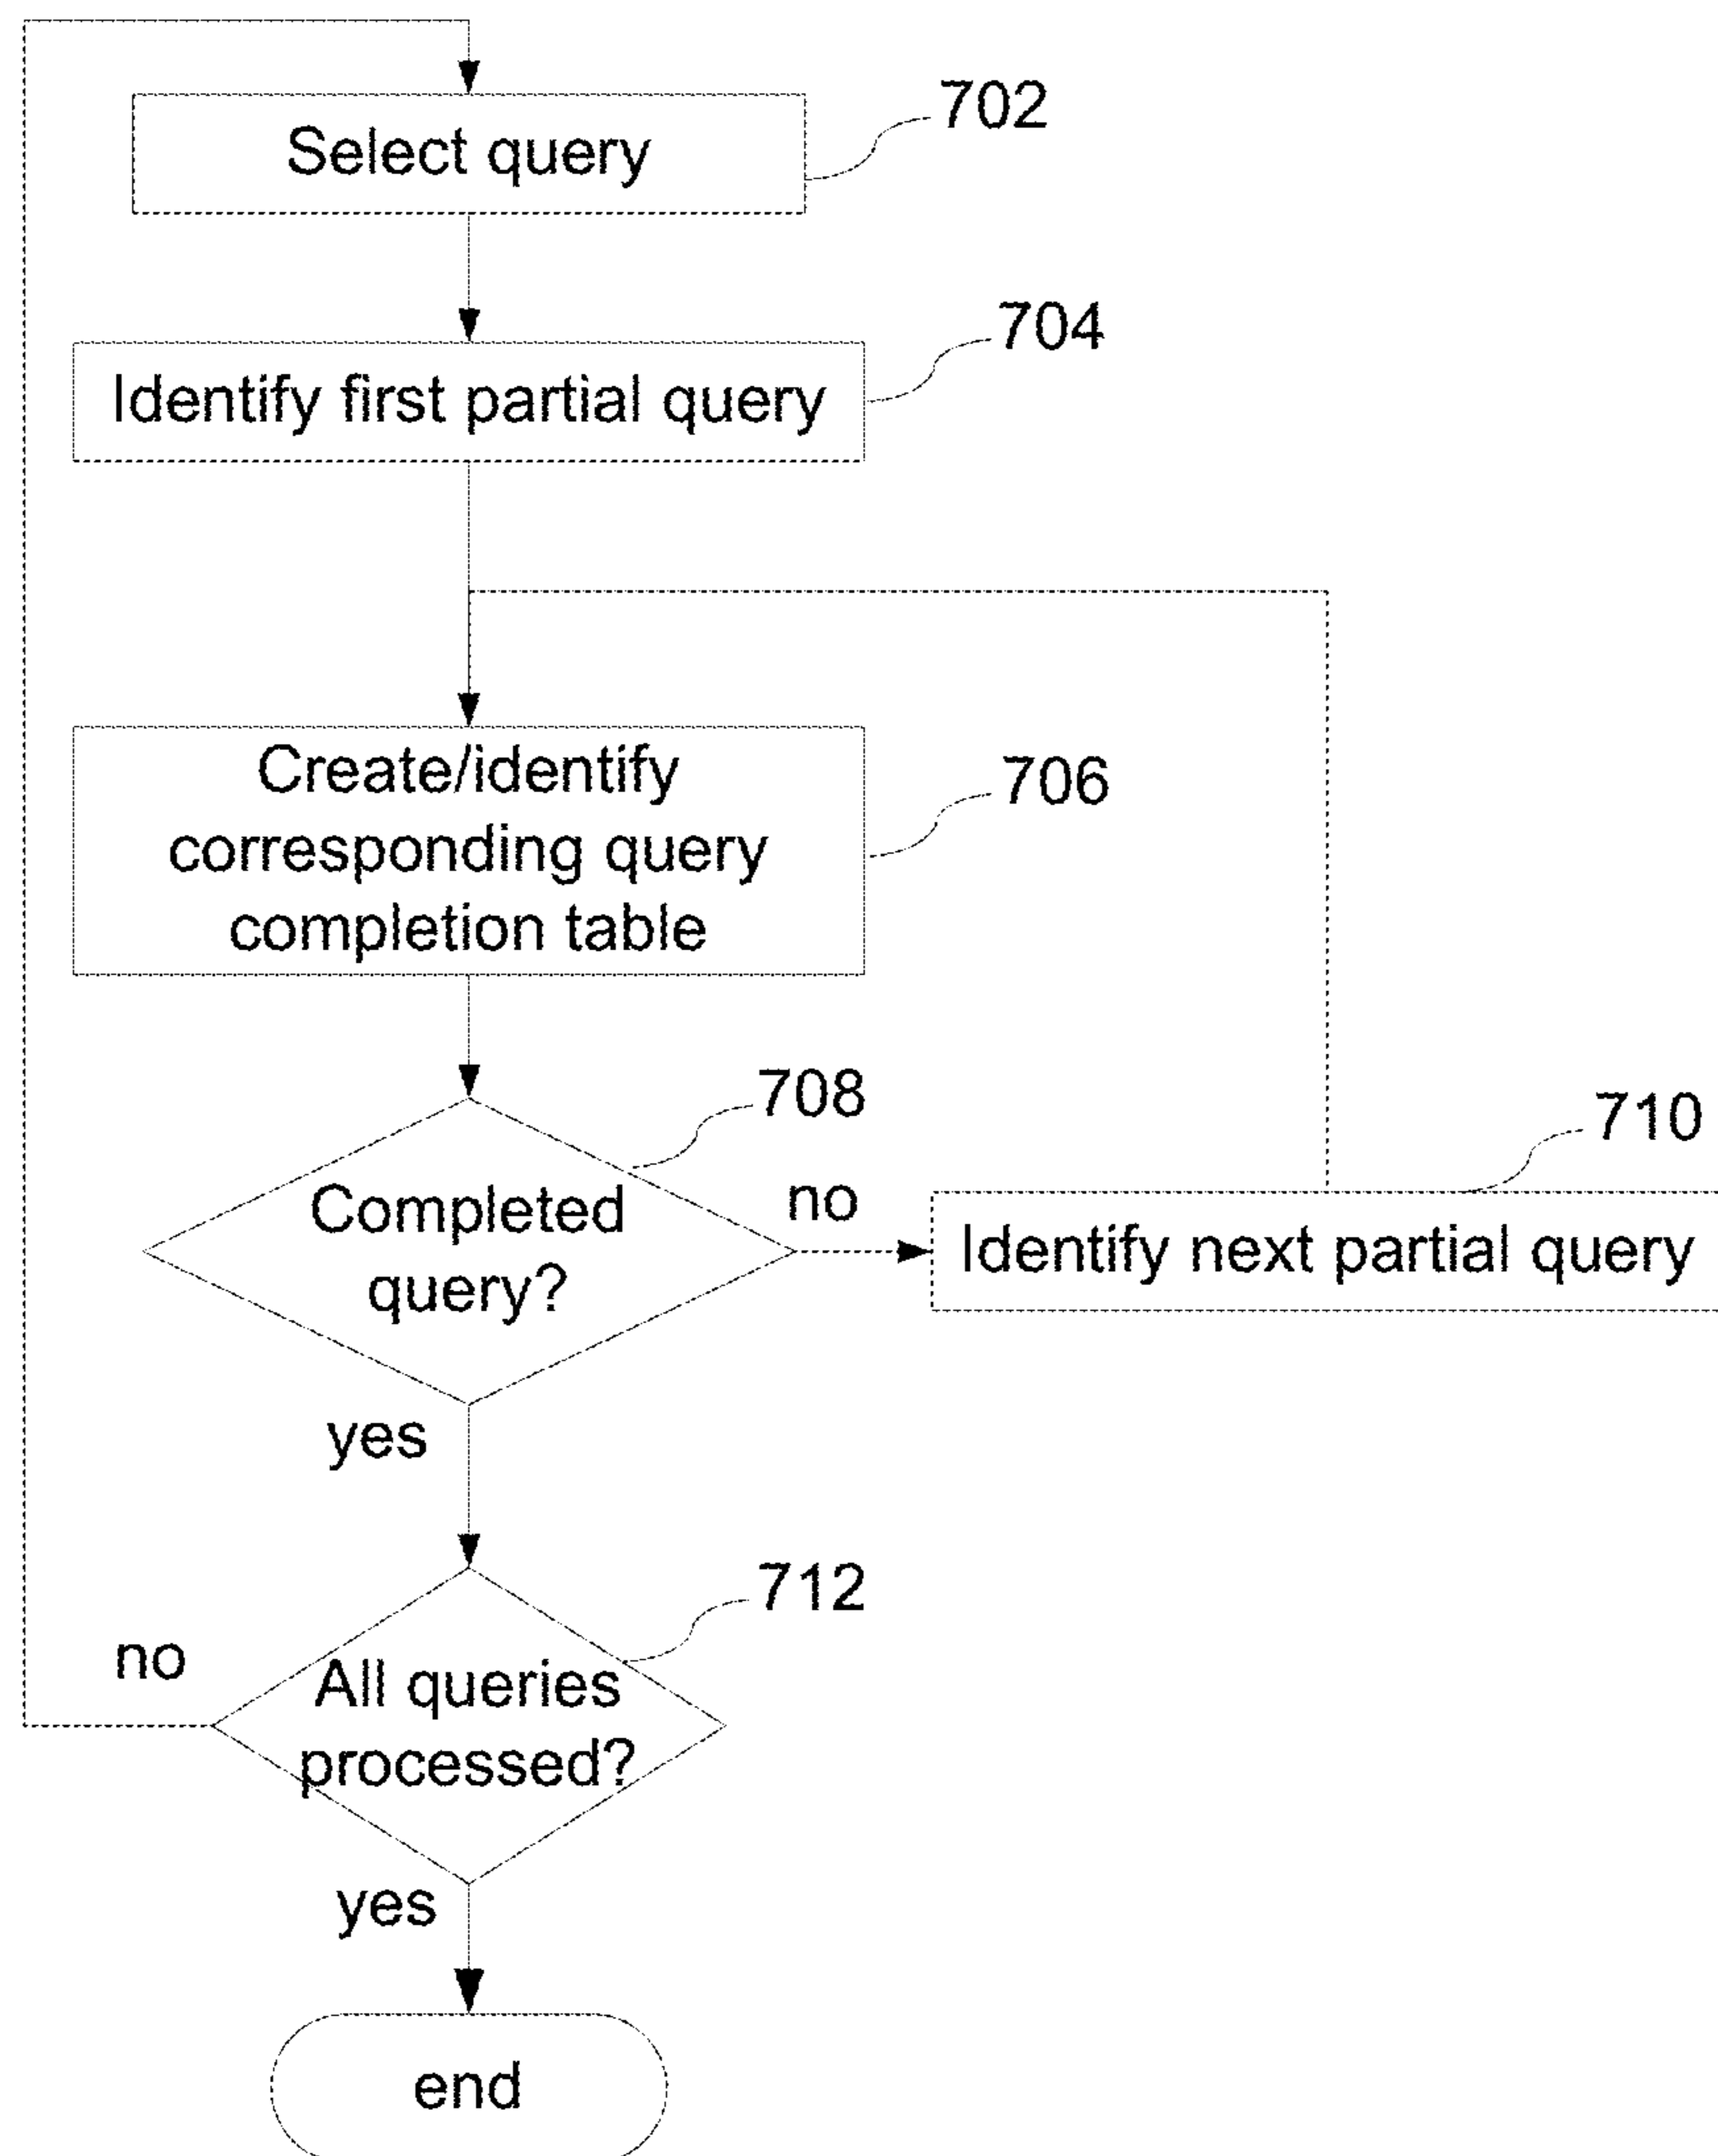 702
Select query
704
Identify first partial query
Create/identify
corresponding query
completion table
706
708
Completed
query?
no
710
Identify next partial query
yes
712
no
All queries
processed?
yes
end